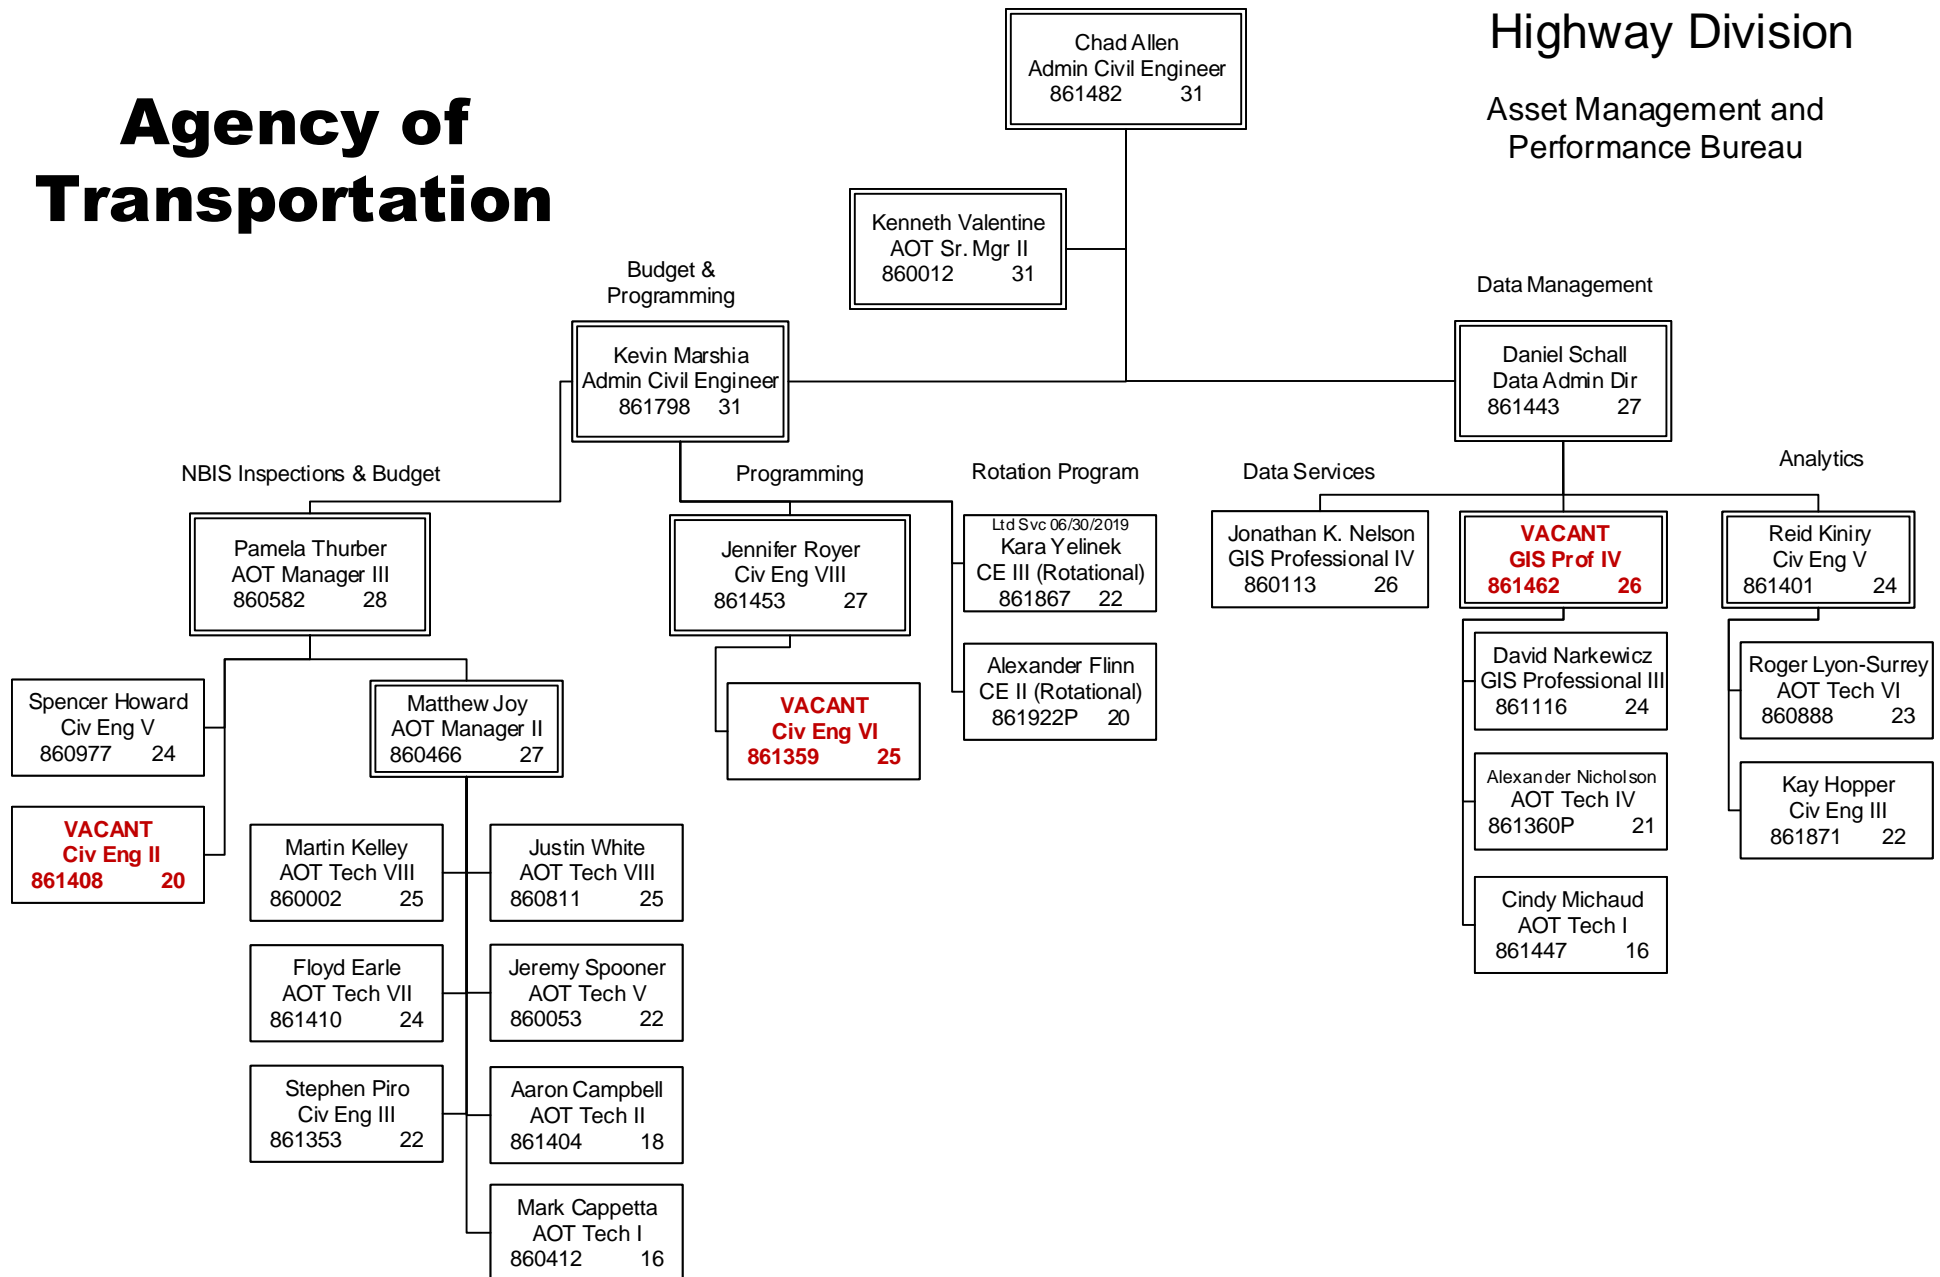 Agency of
Transportation
Highway Division
Asset Management and
Performance Bureau
Chad Allen
Admin Civil Engineer
861482 31
Kenneth Valentine
AOT Sr. Mgr II
860012 31
Budget &
Programming
Kevin Marshia
Admin Civil Engineer
861798 31
Data Management
Daniel Schall
Data Admin Dir
861443 27
NBIS Inspections & Budget
Pamela Thurber
AOT Manager III
860582 28
Programming
Jennifer Royer
Civ Eng VIII
861453 27
Rotation Program
Ltd Svc 06/30/2019
Kara Yelinek
CE III (Rotational)
861867 22
Alexander Flinn
CE II (Rotational)
861922P 20
Data Services
Jonathan K. Nelson
GIS Professional IV
860113 26
VACANT
GIS Prof IV
861462 26
Analytics
Reid Kiniry
Civ Eng V
861401 24
Spencer Howard
Civ Eng V
860977 24
VACANT
Civ Eng II
861408 20
Matthew Joy
AOT Manager II
860466 27
VACANT
Civ Eng VI
861359 25
David Narkewicz
GIS Professional III
861116 24
Alexander Nicholson
AOT Tech IV
861360P 21
Cindy Michaud
AOT Tech I
861447 16
Roger Lyon-Surrey
AOT Tech VI
860888 23
Kay Hopper
Civ Eng III
861871 22
Martin Kelley
AOT Tech VIII
860002 25
Justin White
AOT Tech VIII
860811 25
Floyd Earle
AOT Tech VII
861410 24
Jeremy Spooner
AOT Tech V
860053 22
Stephen Piro
Civ Eng III
861353 22
Aaron Campbell
AOT Tech II
861404 18
Mark Cappetta
AOT Tech I
860412 16